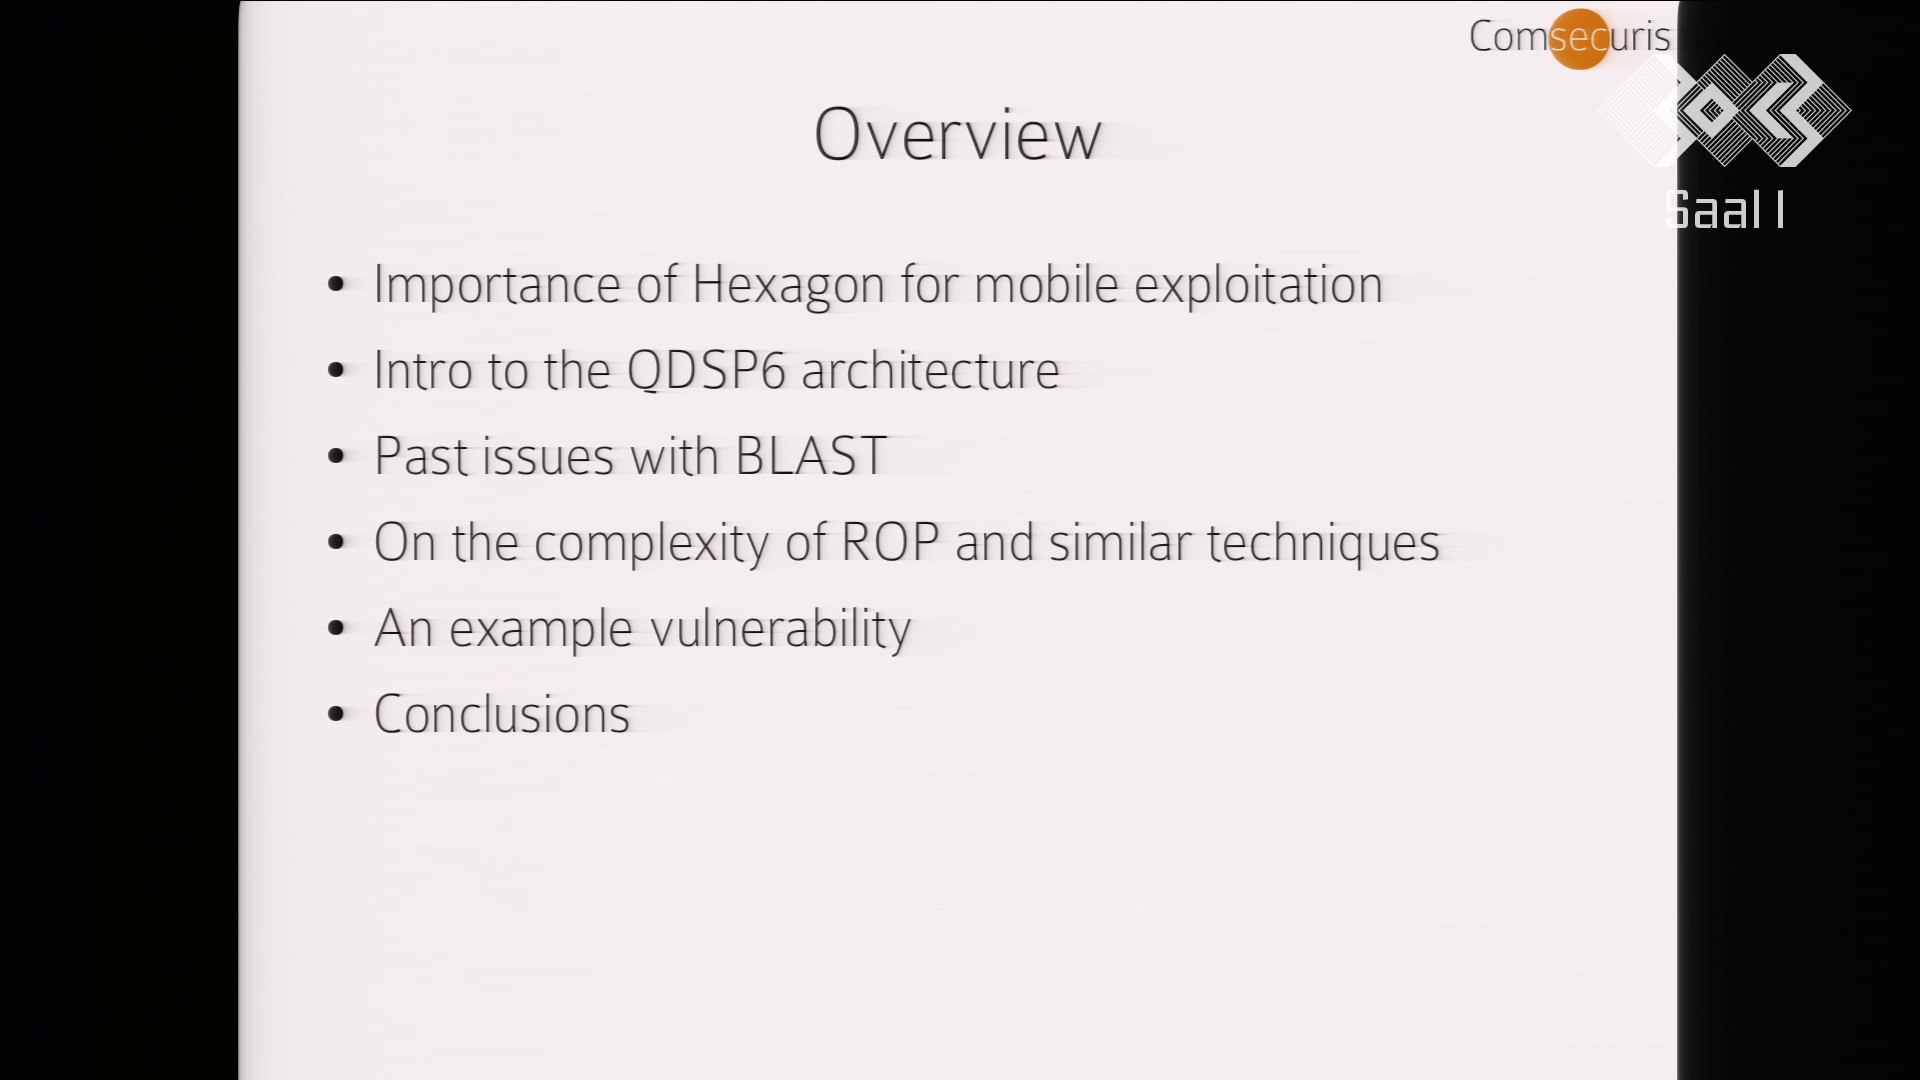 Comsecuris
Overview
Saal 1
• Importance of Hexagon for mobile exploitation
• Intro to the QDSP6 architecture
• Past issues with BLAST
• On the complexity of ROP and similar techniques
• An example vulnerability
• Conclusions